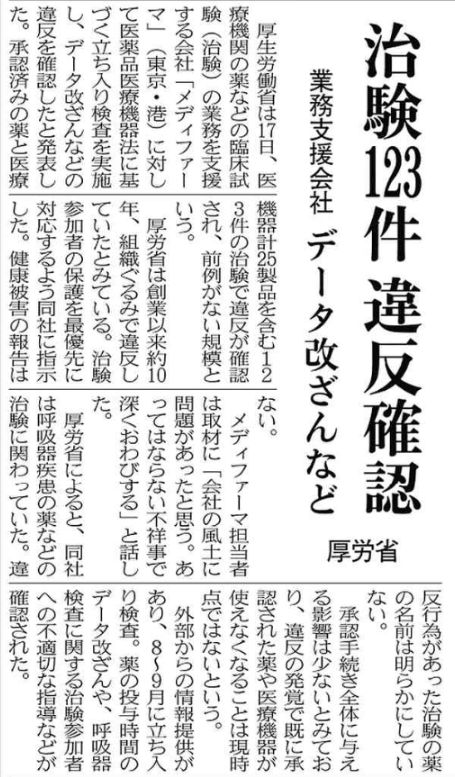 治験123件 違反確認
業務支援会社 データ改ざんなど
厚労省
　厚生労働省は17日、医
療機関の薬などの臨床試
験（治験）の業務を支援
する会社「メディファー
マ」（東京・港）に対し
て医薬品医療機器法に基
づく立ち入り検査を実施
し、データ改ざんなどの
違反を確認したと発表し
た。承認済みの薬と医療
機器計25製品を含む１２
３件の治験で違反が確認
され、前例がない規模と
いう。
　厚労省は創業以来約10
年、組織ぐるみで違反し
ていたとみている。治験
参加者の保護を最優先に
対応するよう同社に指示
した。健康被害の報告は
ない。
　メディファーマ担当者
は取材に「会社の風土に
問題があったと思う。あ
ってはならない不祥事で
深くおわびする」と話し
た。
　厚労省によると、同社
は呼吸器疾患の薬などの
治験に関わっていた。違
反行為があった治験の薬
の名前は明らかにしてい
ない。
　承認手続き全体に与え
る影響は少ないとみてお
り、違反の発覚で既に承
認された薬や医療機器が
使えなくなることは現時
点ではないという。
　外部からの情報提供が
あり、８～９月に立ち入
り検査。薬の投与時間の
データ改ざんや、呼吸器
検査に関する治験参加者
への不適切な指導などが
確認された。